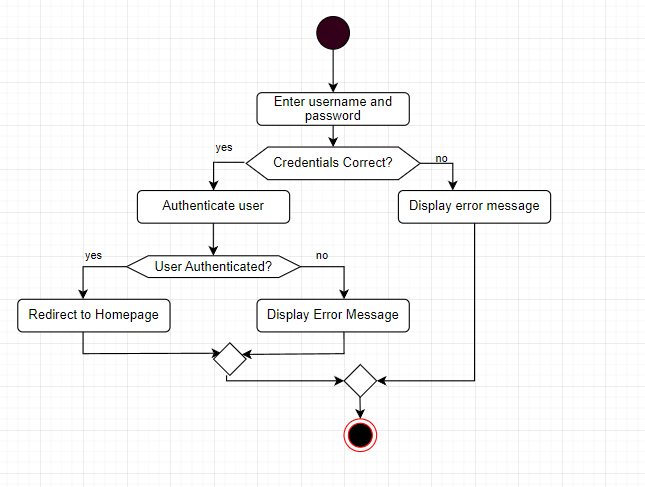 Enter username and
password
yes
Credentials Correct?
no
Authenticate user
Display error message
yes
User Authenticated?
no
Redirect to Homepage
Display Error Message